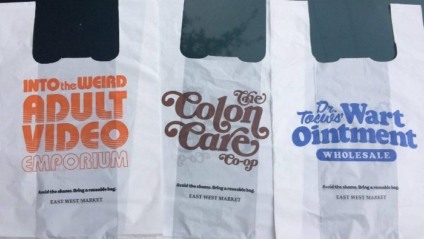 INTO the WEIRD
ADULT
VIDEO
EMPORIUM
Avoid the shame. Bring a reusable bag.
EAST WEST MARKET
The
Colon
Care
Co-op
Avoid the shame. Bring a reusable bag.
EAST WEST MARKET
Dr.
Toews' Wart
Ointment
WHOLESALE
Avoid the shame. Bring a reusable bag.
EAST WEST MARKET